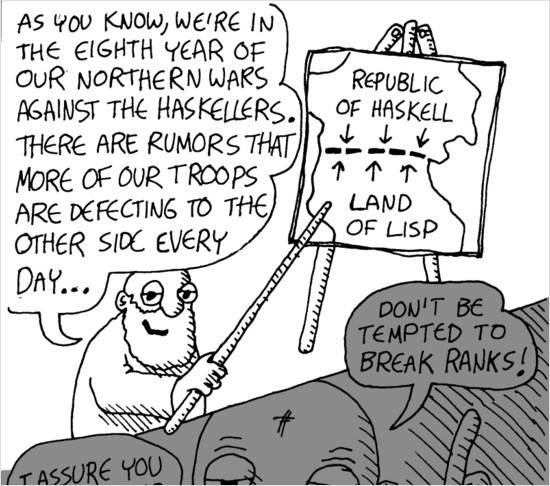 AS YOU KNOW, WE'RE IN
THE EIGHTH YEAR OF
OUR NORTHERN WARS
AGAINST THE HASKELLERS.
THERE ARE RUMORS THAT
MORE OF OUR TROOPS
ARE DEFECTING TO THE
OTHER SIDE EVERY
DAY...
REPUBLIC
OF HASKELL
LAND
OF LISP
DON'T BE
TEMPTED TO
BREAK RANKS!
I ASSURE YOU